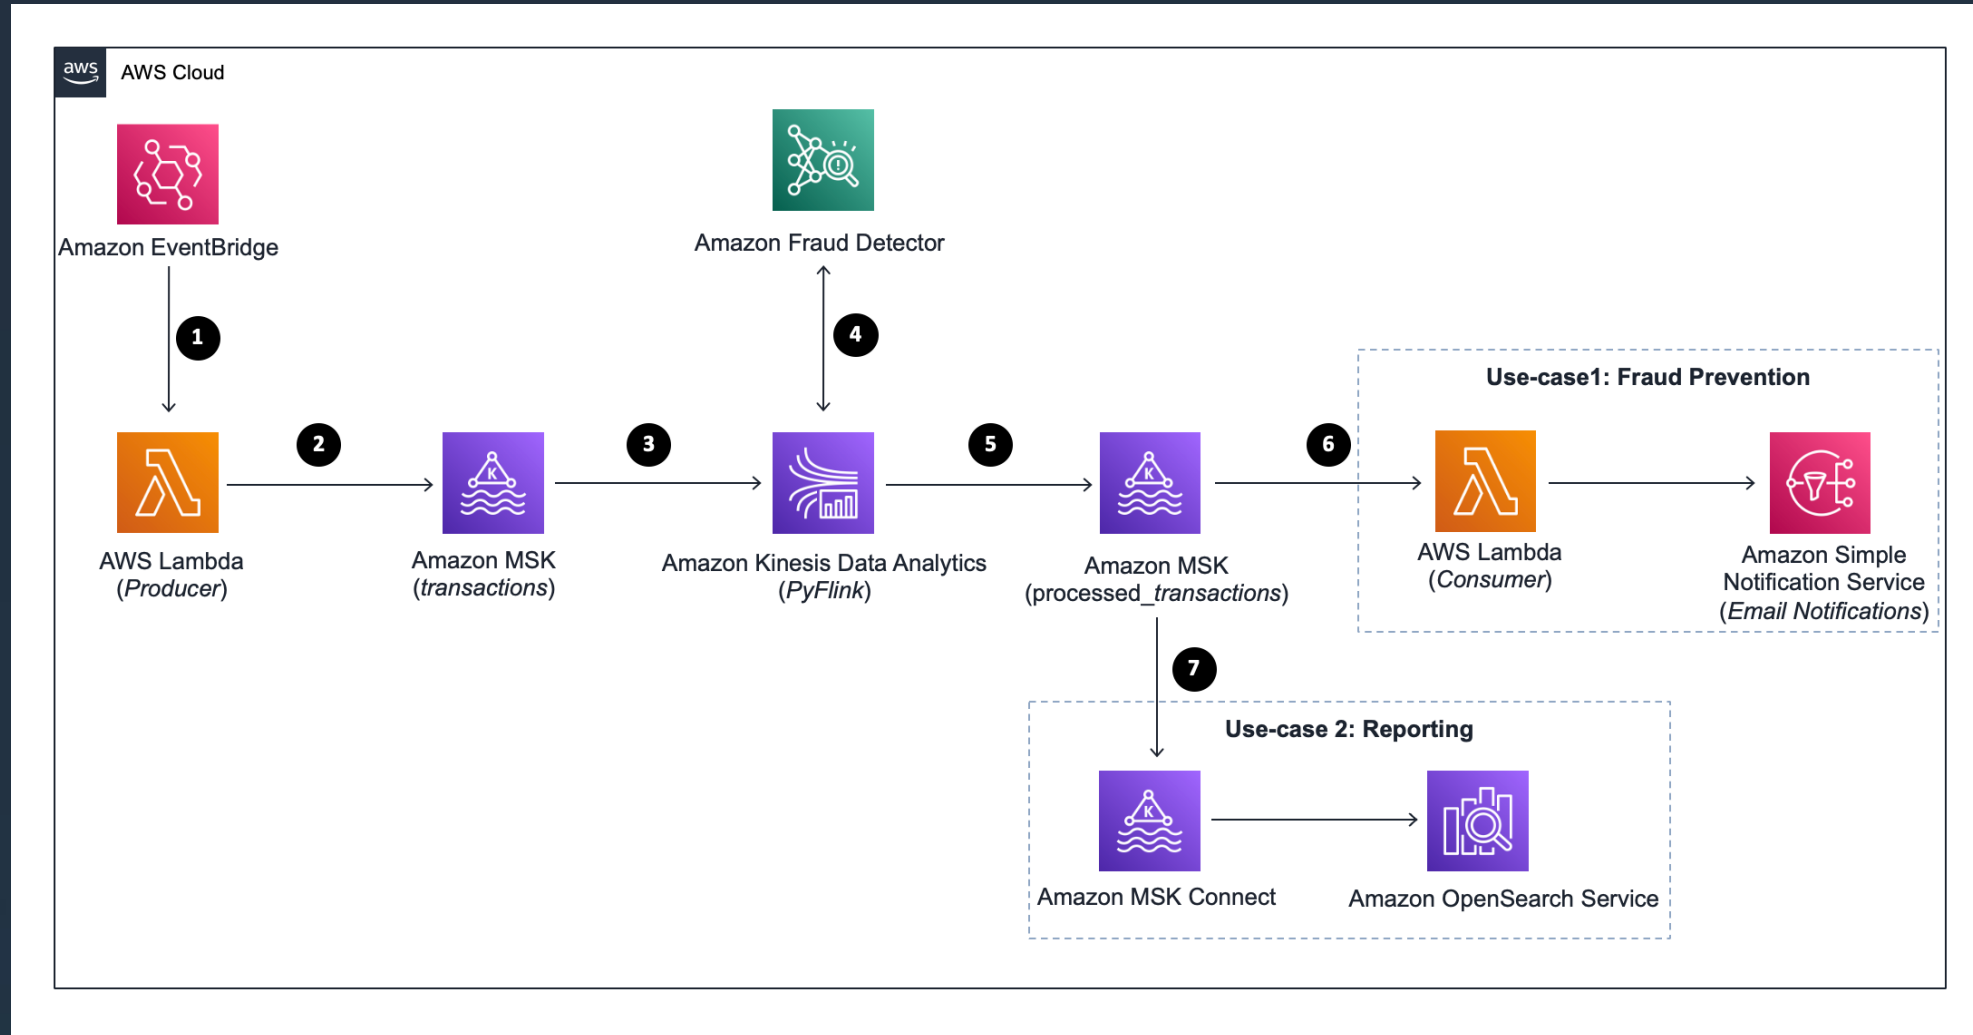 aws
AWS Cloud
Amazon EventBridge
Amazon Fraud Detector
1
4
Use-case1: Fraud Prevention
2
3
5
6
K
K
AWS Lambda
(Producer)
Amazon MSK
(transactions)
Amazon Kinesis Data Analytics
(PyFlink)
Amazon MSK
(processed_transactions)
AWS Lambda
(Consumer)
Amazon Simple
Notification Service
(Email Notifications)
7
Use-case 2: Reporting
K
Amazon MSK Connect
Amazon OpenSearch Service